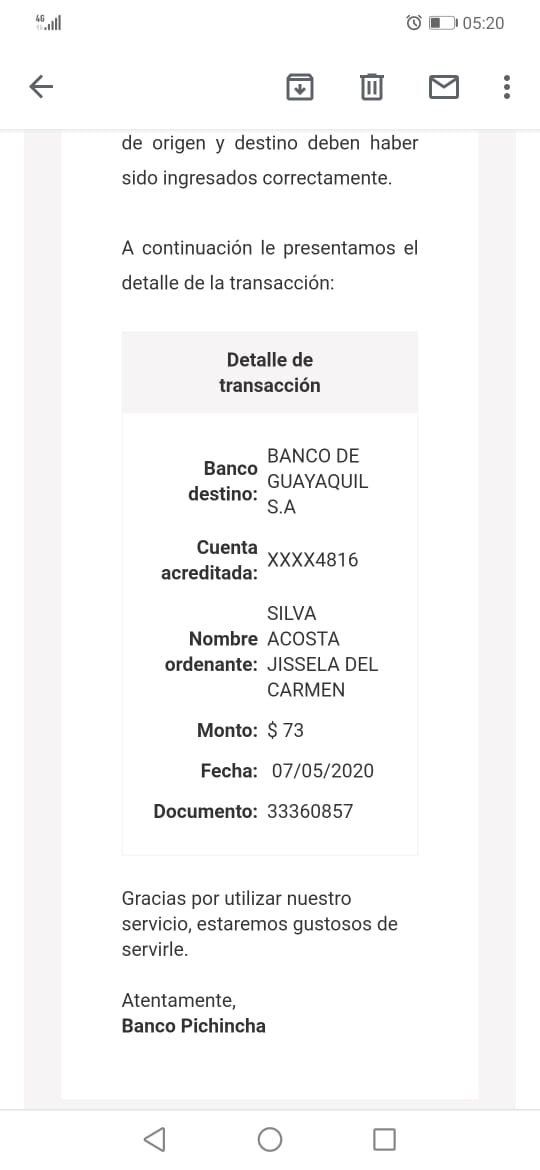 4G
05:20
de origen y destino deben haber
sido ingresados correctamente.
A continuación le presentamos el
detalle de la transacción:
Detalle de
transacción
Banco
destino:
BANCO DE
GUAYAQUIL
S.A
Cuenta
acreditada:
XXXX4816
Nombre
ordenante:
SILVA
ACOSTA
JISSELA DEL
CARMEN
Monto: $ 73
Fecha: 07/05/2020
Documento: 33360857
Gracias por utilizar nuestro
servicio, estaremos gustosos de
servirle.
Atentamente,
Banco Pichincha